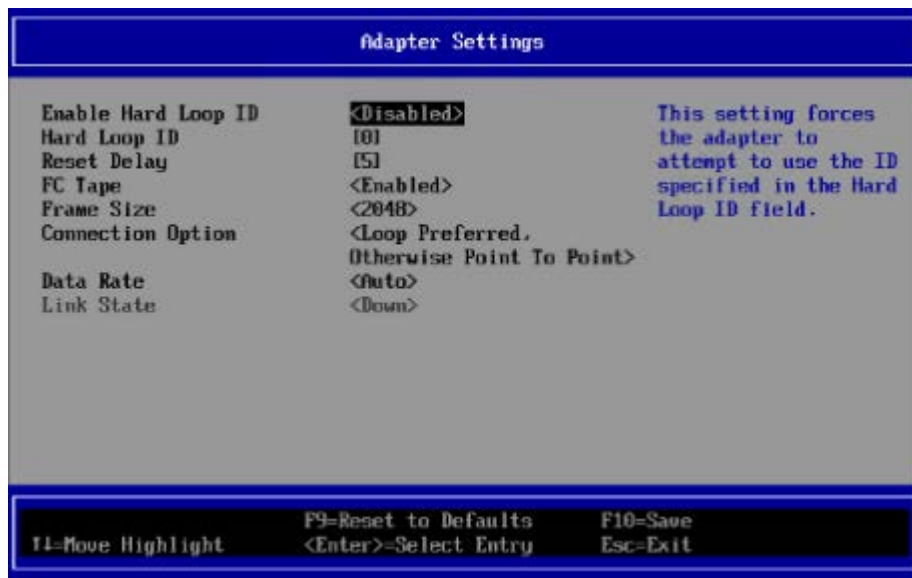 Adapter Settings
Enable Hard Loop ID <Disabled>
Hard Loop ID [0]
Reset Delay [5]
FC Tape <Enabled>
Frame Size <2048>
Connection Option <Loop Preferred,
Otherwise Point To Point>
Data Rate <Auto>
Link State <Down>
This setting forces
the adapter to
attempt to use the ID
specified in the Hard
Loop ID field.
F9=Reset to Defaults F10=Save
↑↓=Move Highlight <Enter>=Select Entry Esc=Exit